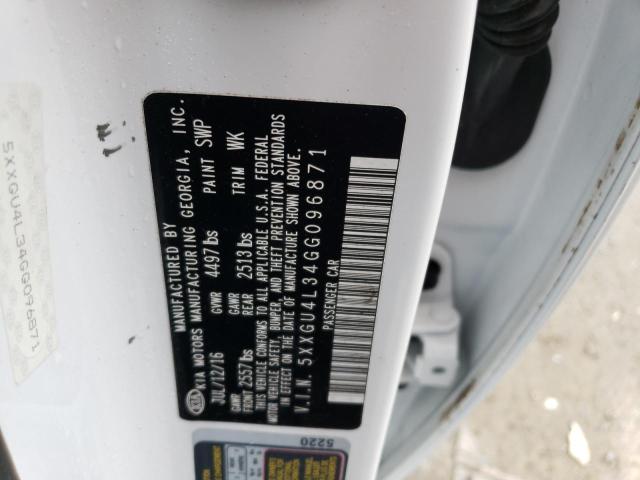 5XXGU4L34GG096871
KIA
MANUFACTURED BY
KIA MOTORS MANUFACTURING GEORGIA, INC.
JUL/12/16 GVWR 4497lbs PAINT SWP
GAWR FRONT 2557lbs GAWR REAR 2513lbs TRIM WK
THIS VEHICLE CONFORMS TO ALL APPLICABLE U.S.A. FEDERAL
MOTOR VEHICLE SAFETY, BUMPER, AND THEFT PREVENTION STANDARDS
IN EFFECT ON THE DATE OF MANUFACTURE SHOWN ABOVE.
V.I.N. 5XXGU4L34GG096871
PASSENGER CAR
5220